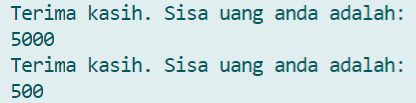 Terima kasih. Sisa uang anda adalah:
5000
Terima kasih. Sisa uang anda adalah:
500